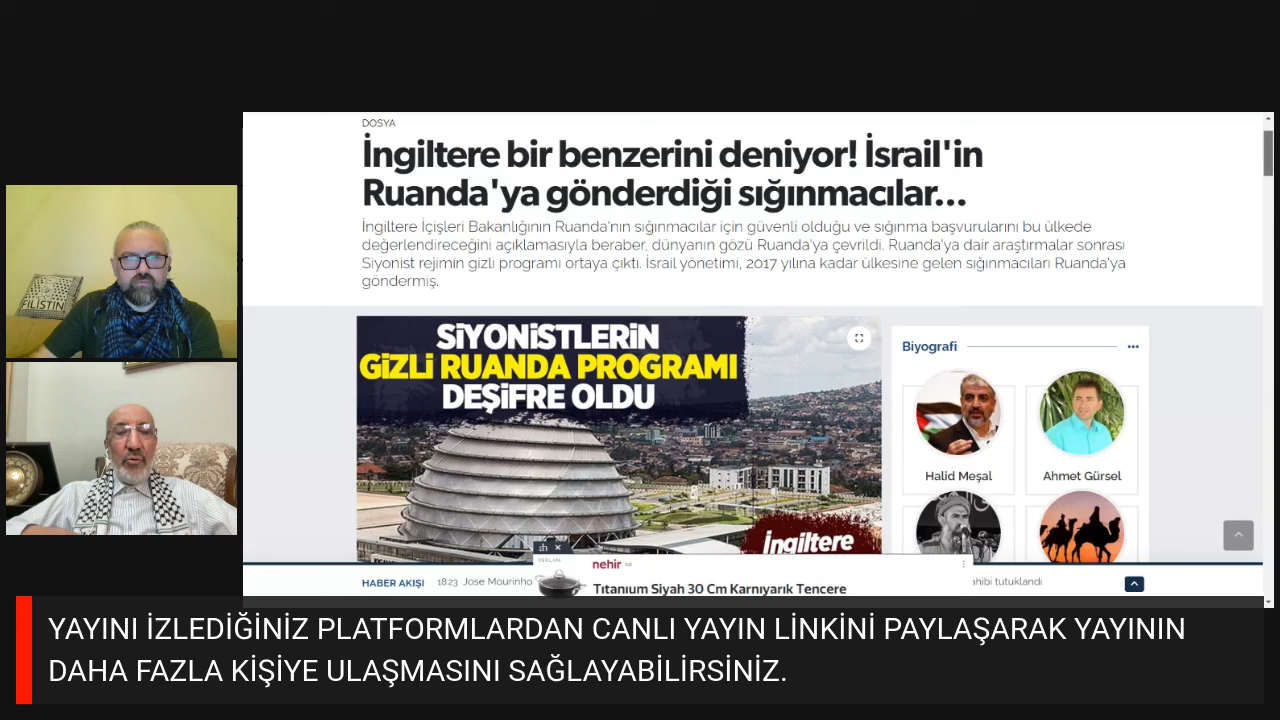 DOSYA
İngiltere bir benzerini deniyor! İsrail'in
Ruanda'ya gönderdiği sığınmacılar...
İngiltere İçişleri Bakanlığının Ruanda'nın sığınmacılar için güvenli olduğu ve sığınma başvurularını bu ülkede
değerlendireceğini açıklamasıyla beraber, dünyanın gözü Ruanda'ya çevrildi. Ruanda'ya dair araştırmalar sonrası
Siyonist rejimin gizli programı ortaya çıktı. İsrail yönetimi, 2017 yılına kadar ülkesine gelen sığınmacıları Ruanda'ya
göndermiş.
FİLİSTİN
SİYONİSTLERİN
GİZLİ RUANDA PROGRAMI
DEŞİFRE OLDU
İngiltere
Biyografi
Halid Meşal
Ahmet Gürsel
HABER AKIŞI
18:23 Jose Mourinho
REKLAM
nehir AD
Titanium Siyah 30 Cm Karnıyarık Tencere
ahibi tutuklandı
YAYINI İZLEDİĞİNİZ PLATFORMLARDAN CANLI YAYIN LİNKİNİ PAYLAŞARAK YAYININ
DAHA FAZLA KİŞİYE ULAŞMASINI SAĞLAYABİLİRSİNİZ.